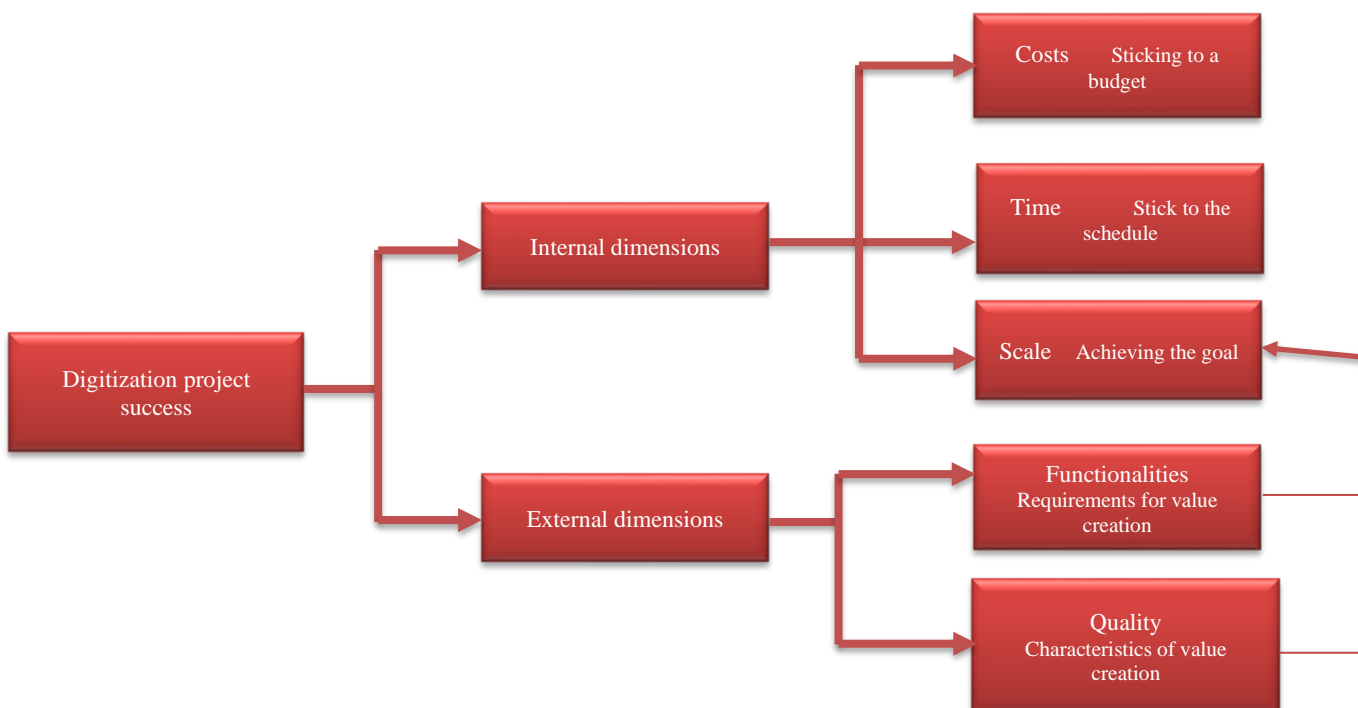 Costs Sticking to a
budget
Time Stick to the
schedule
Internal dimensions
Scale Achieving the goal
Digitization project
success
Functionalities
Requirements for value
creation
External dimensions
Quality
Characteristics of value
creation